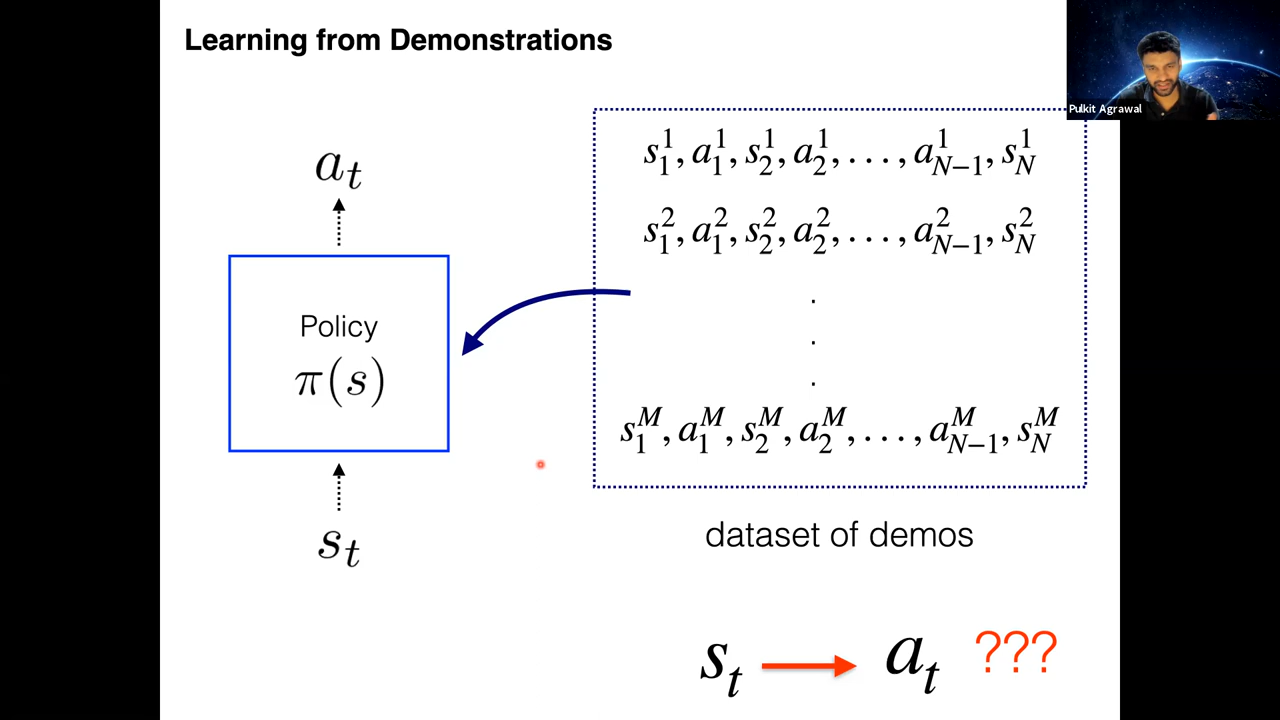 Learning from Demonstrations
Pulkit Agrawal
a_t
Policy
π(s)
s_t
s_1^1, a_1^1, s_2^1, a_2^1, . . . , a_{N−1}^1, s_N^1
s_1^2, a_1^2, s_2^2, a_2^2, . . . , a_{N−1}^2, s_N^2
.
.
.
s_1^M, a_1^M, s_2^M, a_2^M, . . . , a_{N−1}^M, s_N^M
dataset of demos
s_t → a_t ???